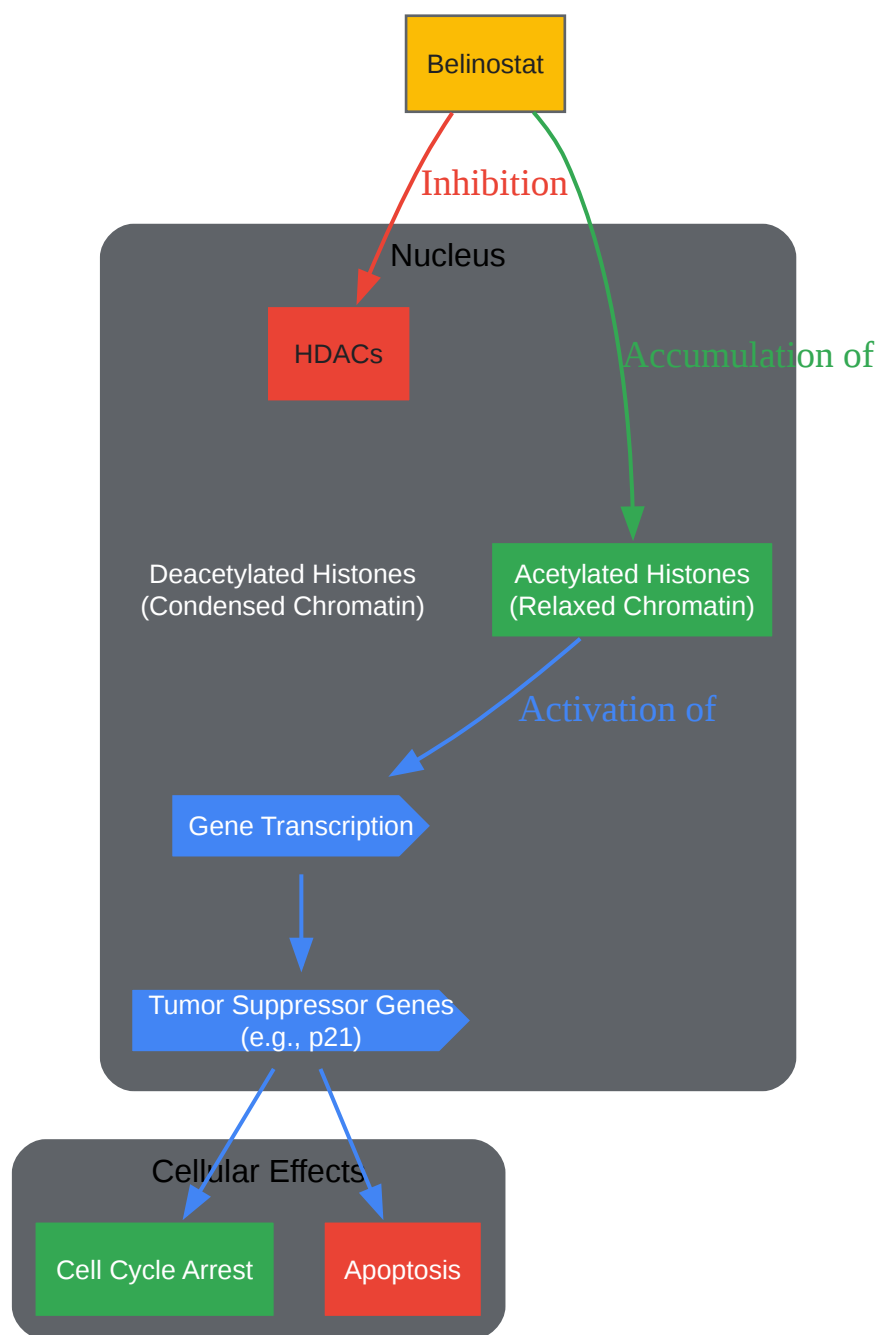 Belinostat
Inhibition
Nucleus
HDACs
Accumulation of
Deacetylated Histones
(Condensed Chromatin)
Acetylated Histones
(Relaxed Chromatin)
Activation of
Gene Transcription
Tumor Suppressor Genes
(e.g., p21)
Cellular Effects
Cell Cycle Arrest
Apoptosis